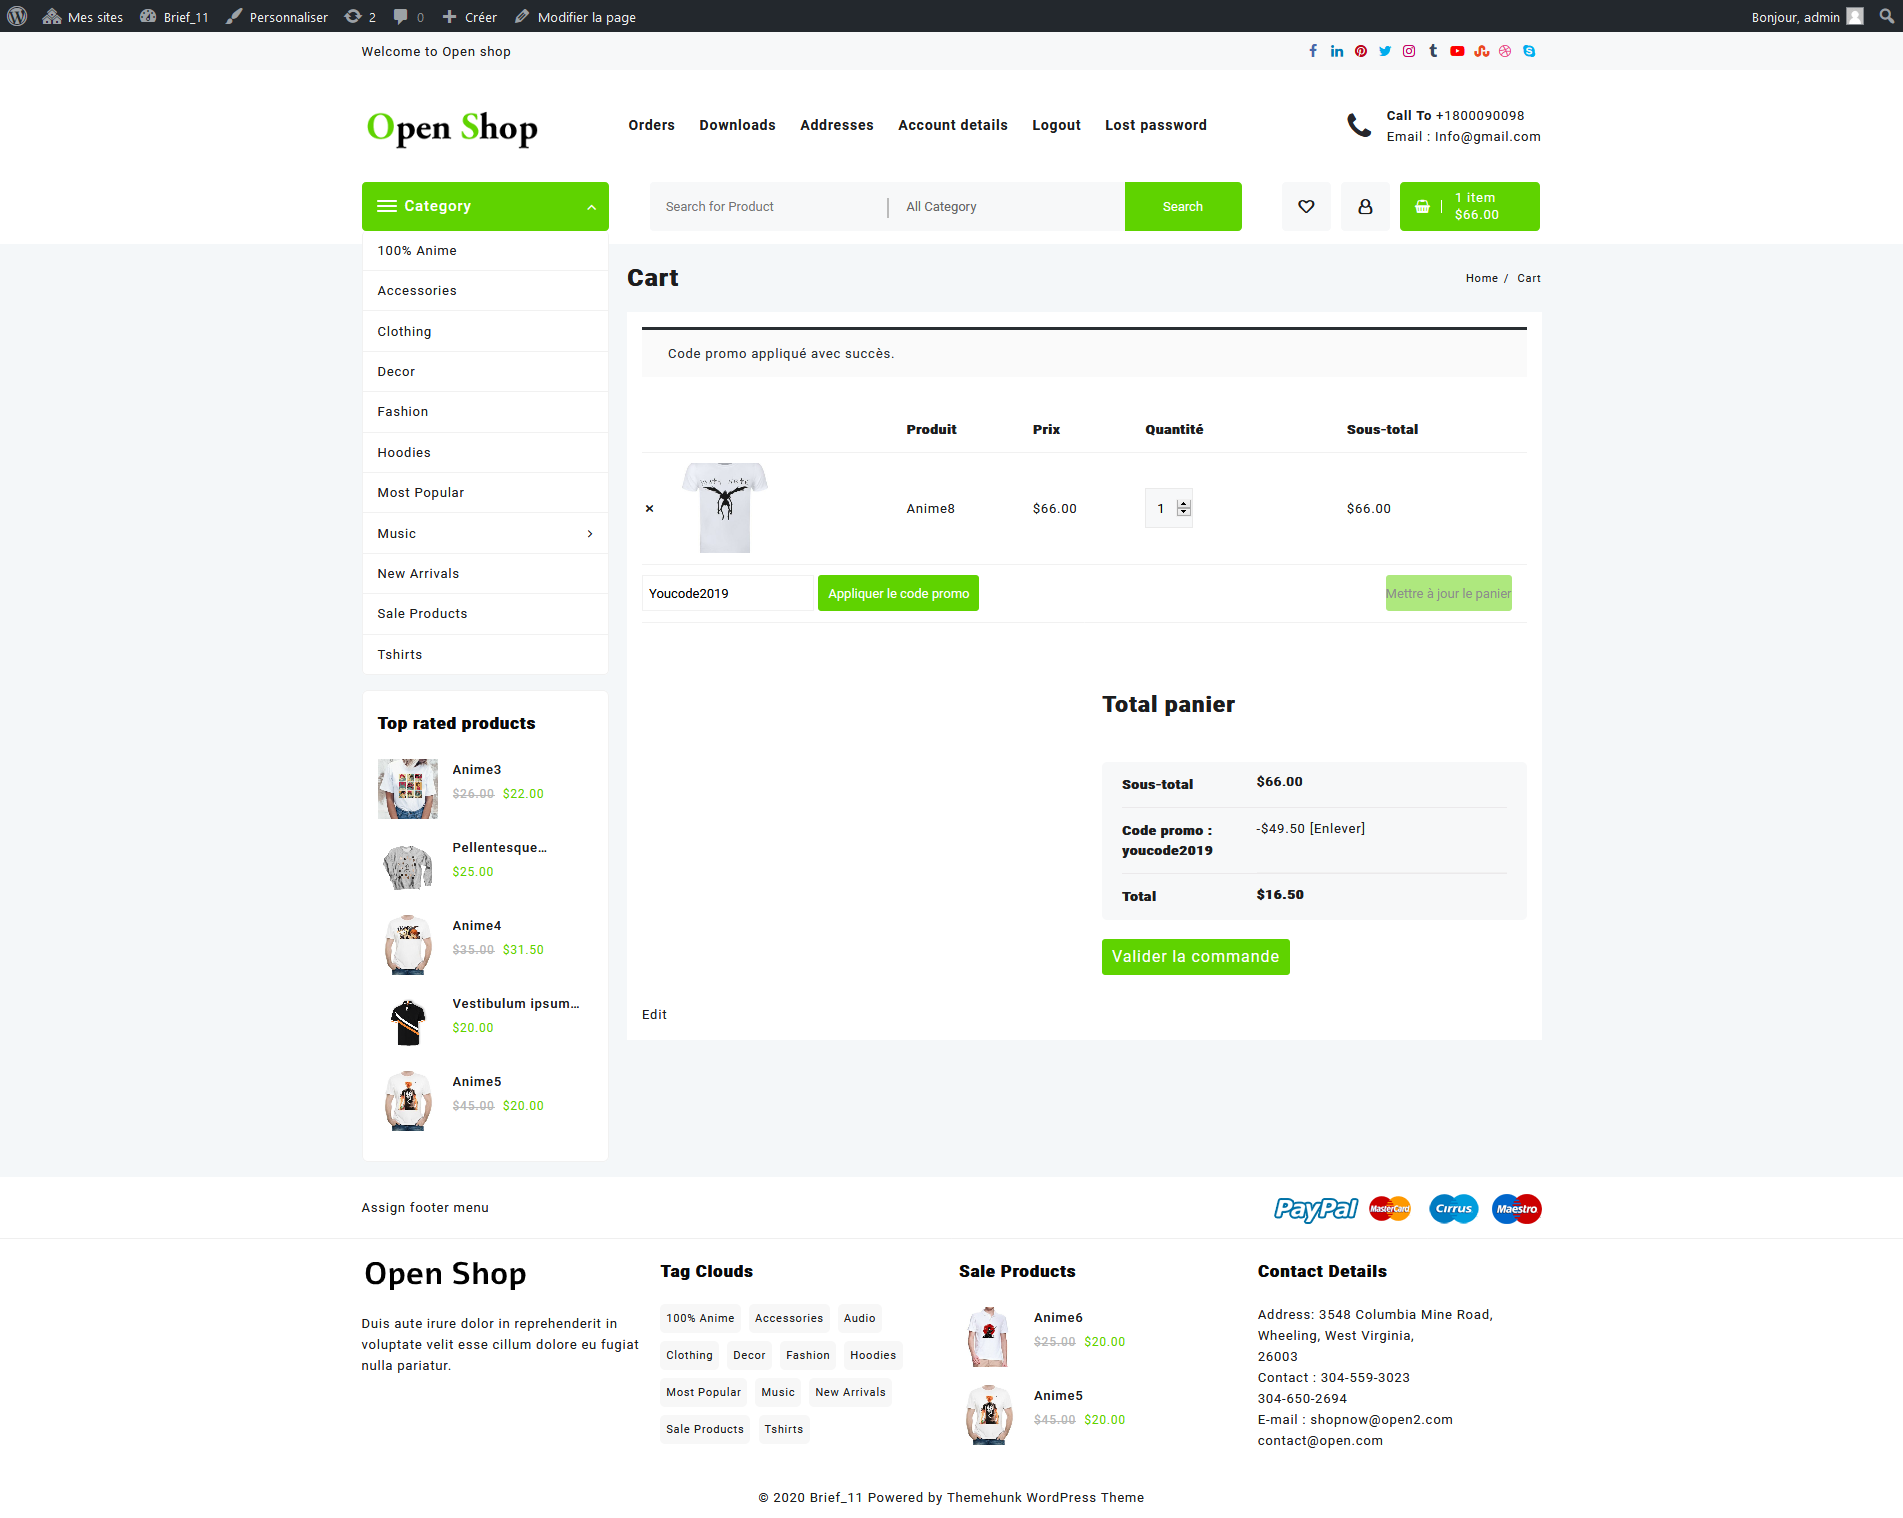 Mes sites Brief_11 Personnaliser 2 0 Créer Modifier la page Bonjour, admin
Welcome to Open shop
Open Shop
Orders Downloads Addresses Account details Logout Lost password
Call To +1800090098
Email : Info@gmail.com
Category
Search for Product All Category Search
1 item
$66.00
100% Anime
Accessories
Clothing
Decor
Fashion
Hoodies
Most Popular
Music
New Arrivals
Sale Products
Tshirts
Top rated products
Anime3
$26.00 $22.00
Pellentesque…
$25.00
Anime4
$35.00 $31.50
Vestibulum ipsum…
$20.00
Anime5
$45.00 $20.00
Cart
Home / Cart
Code promo appliqué avec succès.
Produit Prix Quantité Sous-total
× Anime8 $66.00 1 $66.00
Youcode2019 Appliquer le code promo Mettre à jour le panier
Total panier
Sous-total $66.00
Code promo : -$49.50 [Enlever]
youcode2019
Total $16.50
Valider la commande
Edit
Assign footer menu
PayPal MasterCard Cirrus Maestro
Open Shop
Duis aute irure dolor in reprehenderit in
voluptate velit esse cillum dolore eu fugiat
nulla pariatur.
Tag Clouds
100% Anime Accessories Audio
Clothing Decor Fashion Hoodies
Most Popular Music New Arrivals
Sale Products Tshirts
Sale Products
Anime6
$25.00 $20.00
Anime5
$45.00 $20.00
Contact Details
Address: 3548 Columbia Mine Road,
Wheeling, West Virginia,
26003
Contact : 304-559-3023
304-650-2694
E-mail : shopnow@open2.com
contact@open.com
© 2020 Brief_11 Powered by Themehunk WordPress Theme